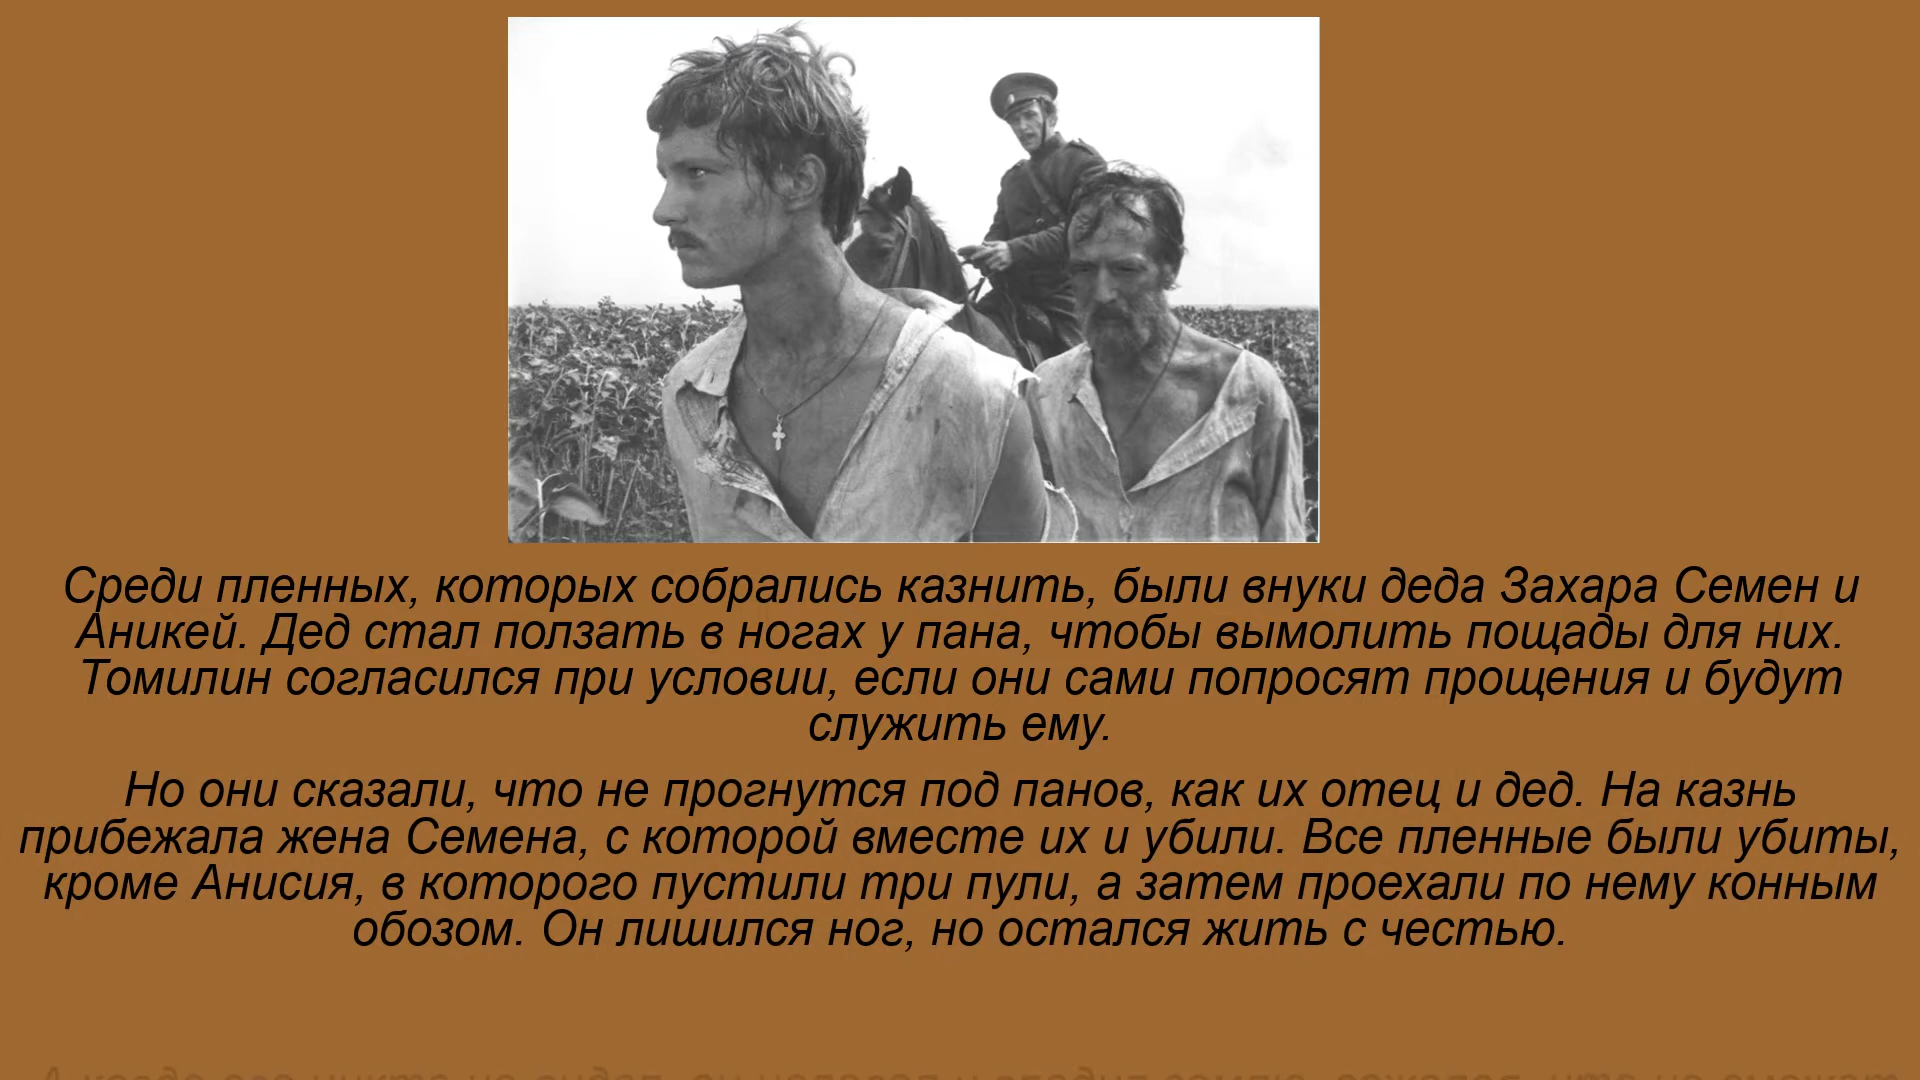 Среди пленных, которых собрались казнить, были внуки деда Захара Семен и
Аникей. Дед стал ползать в ногах у пана, чтобы вымолить пощады для них.
Томилин согласился при условии, если они сами попросят прощения и будут
служить ему.
Но они сказали, что не прогнутся под панов, как их отец и дед. На казнь
прибежала жена Семена, с которой вместе их и убили. Все пленные были убиты,
кроме Анисия, в которого пустили три пули, а затем проехали по нему конным
обозом. Он лишился ног, но остался жить с честью.